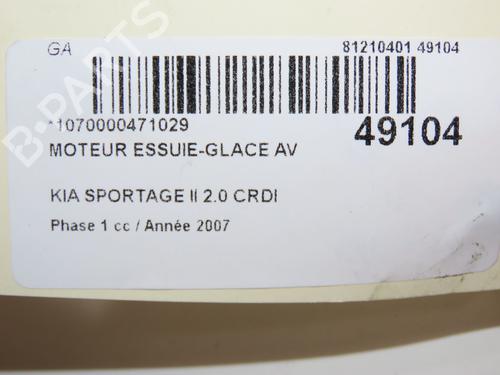 GA
81210401 49104
*1070000471029
49104
MOTEUR ESSUIE-GLACE AV
KIA SPORTAGE II 2.0 CRDI
Phase 1 cc / Année 2007
B-PARTS